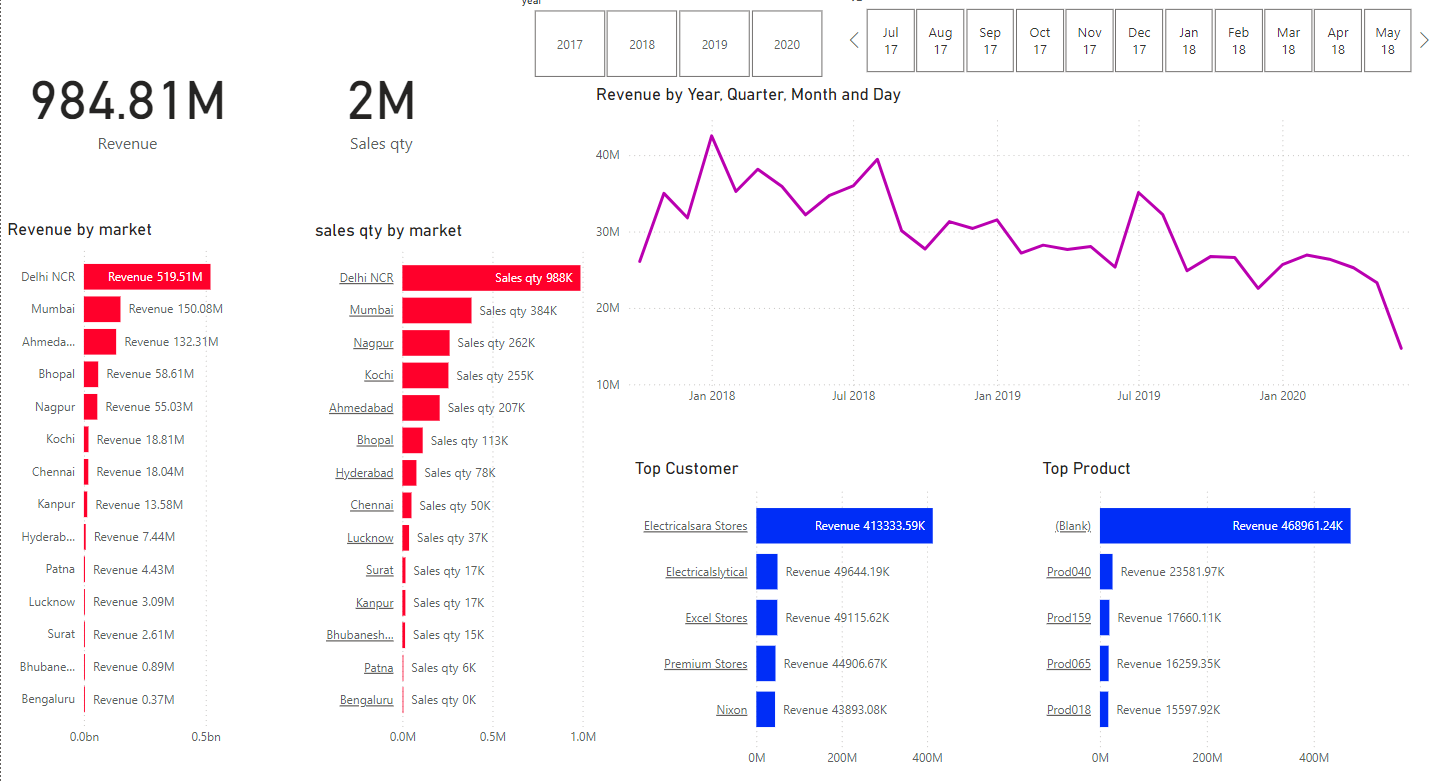 year
2017
2018
2019
2020
Jul 17
Aug 17
Sep 17
Oct 17
Nov 17
Dec 17
Jan 18
Feb 18
Mar 18
Apr 18
May 18
984.81M
Revenue
2M
Sales qty
Revenue by Year, Quarter, Month and Day
40M
30M
20M
10M
Jan 2018
Jul 2018
Jan 2019
Jul 2019
Jan 2020
Revenue by market
Delhi NCR Revenue 519.51M
Mumbai Revenue 150.08M
Ahmeda... Revenue 132.31M
Bhopal Revenue 58.61M
Nagpur Revenue 55.03M
Kochi Revenue 18.81M
Chennai Revenue 18.04M
Kanpur Revenue 13.58M
Hyderab... Revenue 7.44M
Patna Revenue 4.43M
Lucknow Revenue 3.09M
Surat Revenue 2.61M
Bhubane... Revenue 0.89M
Bengaluru Revenue 0.37M
0.0bn
0.5bn
sales qty by market
Delhi NCR Sales qty 988K
Mumbai Sales qty 384K
Nagpur Sales qty 262K
Kochi Sales qty 255K
Ahmedabad Sales qty 207K
Bhopal Sales qty 113K
Hyderabad Sales qty 78K
Chennai Sales qty 50K
Lucknow Sales qty 37K
Surat Sales qty 17K
Kanpur Sales qty 17K
Bhubanesh... Sales qty 15K
Patna Sales qty 6K
Bengaluru Sales qty 0K
0.0M
0.5M
1.0M
Top Customer
Electricalsara Stores Revenue 413333.59K
Electricalslytical Revenue 49644.19K
Excel Stores Revenue 49115.62K
Premium Stores Revenue 44906.67K
Nixon Revenue 43893.08K
0M
200M
400M
Top Product
(Blank) Revenue 468961.24K
Prod040 Revenue 23581.97K
Prod159 Revenue 17660.11K
Prod065 Revenue 16259.35K
Prod018 Revenue 15597.92K
0M
200M
400M